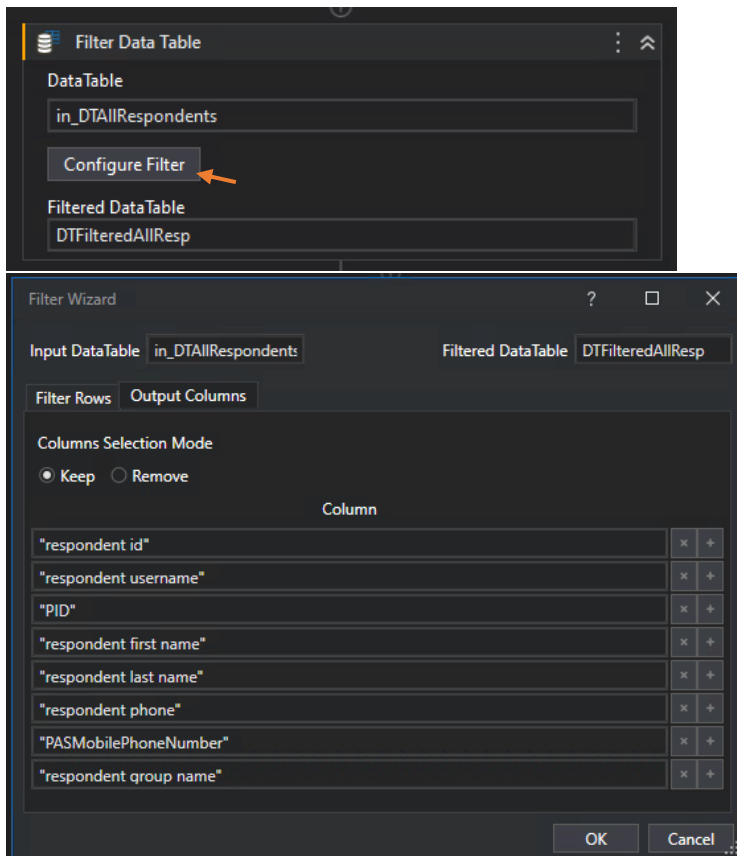 Filter Data Table
DataTable
in_DTAllRespondents
Configure Filter
Filtered DataTable
DTFilteredAllResp
Filter Wizard ?
Input DataTable in_DTAllRespondents Filtered DataTable DTFilteredAllResp
Filter Rows Output Columns
Columns Selection Mode
Keep Remove
Column
"respondent id"
"respondent username"
"PID"
"respondent first name"
"respondent last name"
"respondent phone"
"PASMobilePhoneNumber"
"respondent group name"
OK Cancel